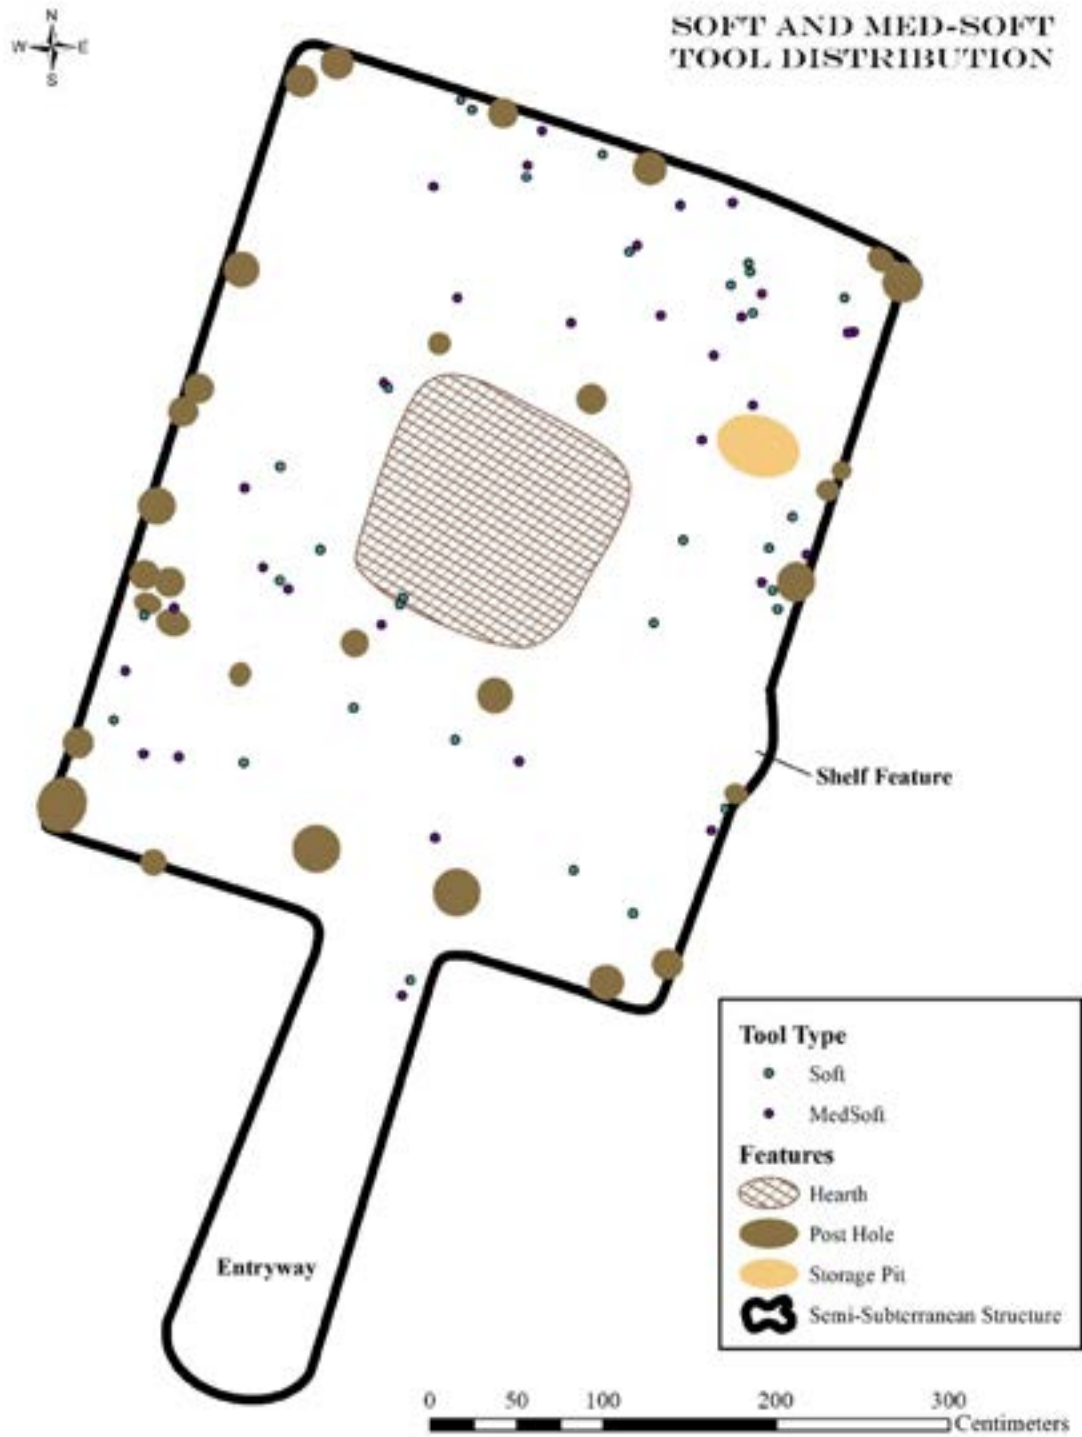 SOFT AND MED-SOFT
TOOL DISTRIBUTION
N
W E
S
Shelf Feature
Entryway
Tool Type
Soft
MedSoft
Features
Hearth
Post Hole
Storage Pit
Semi-Subterranean Structure
0 50 100 200 300
Centimeters